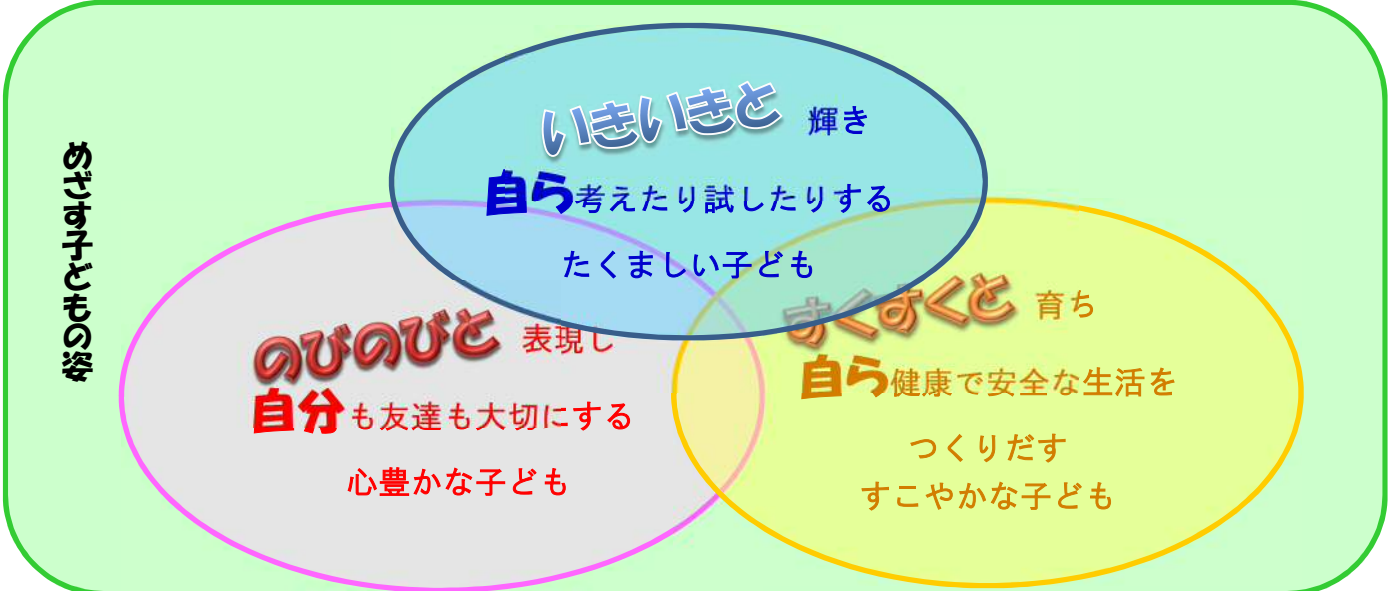 めざす子どもの姿
いきいきと 輝き
自ら考えたり試したりする
たくましい子ども
のびのびと 表現し
自分も友達も大切にする
心豊かな子ども
すくすくと 育ち
自ら健康で安全な生活を
つくりだす
すこやかな子ども